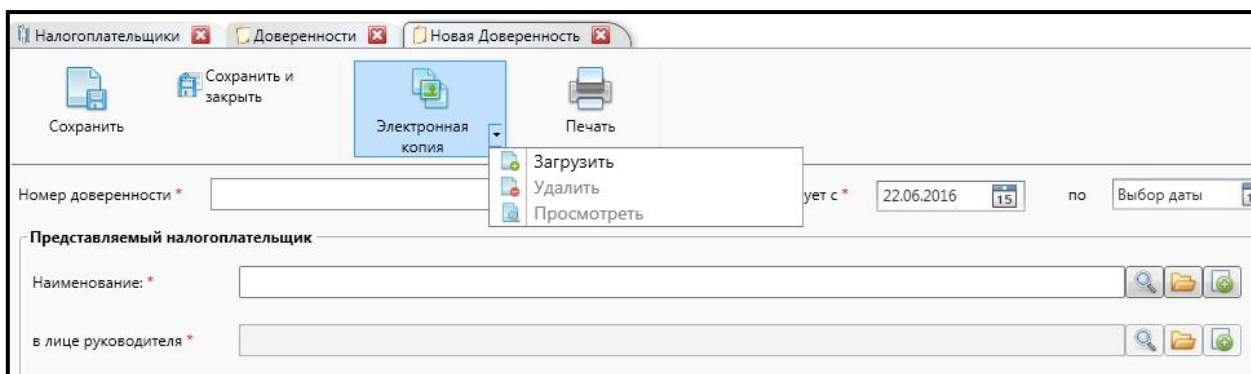 Налогоплательщики Доверенности Новая Доверенность
Сохранить
Сохранить и
закрыть
Электронная
копия
Печать
Загрузить
Удалить
Просмотреть
Номер доверенности * ует с * 22.06.2016 15 по Выбор даты
Представляемый налогоплательщик
Наименование: *
в лице руководителя *